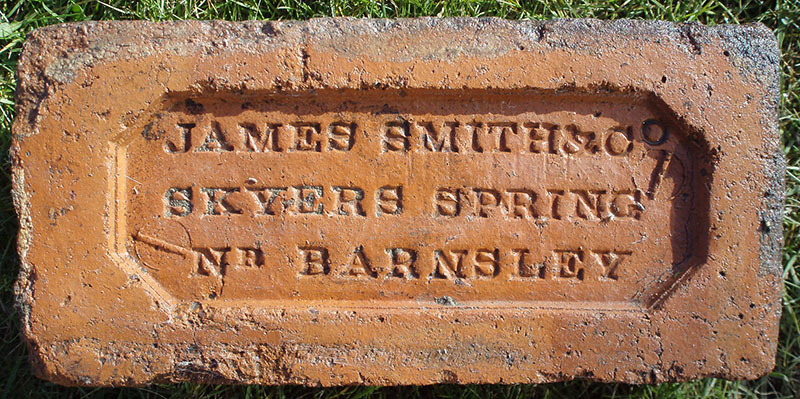 JAMES SMITH & Co
SKYERS SPRING
NR BARNSLEY